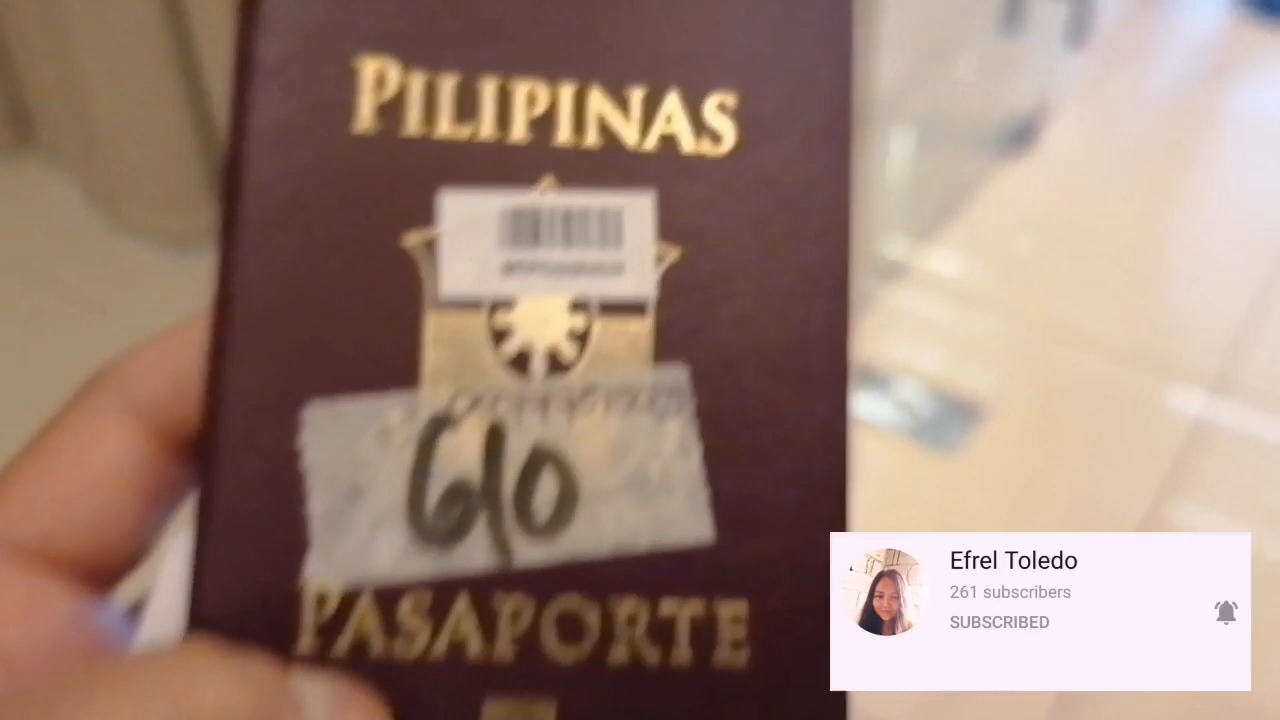 PILIPINAS
610
PASAPORTE
Efrel Toledo
261 subscribers
SUBSCRIBED